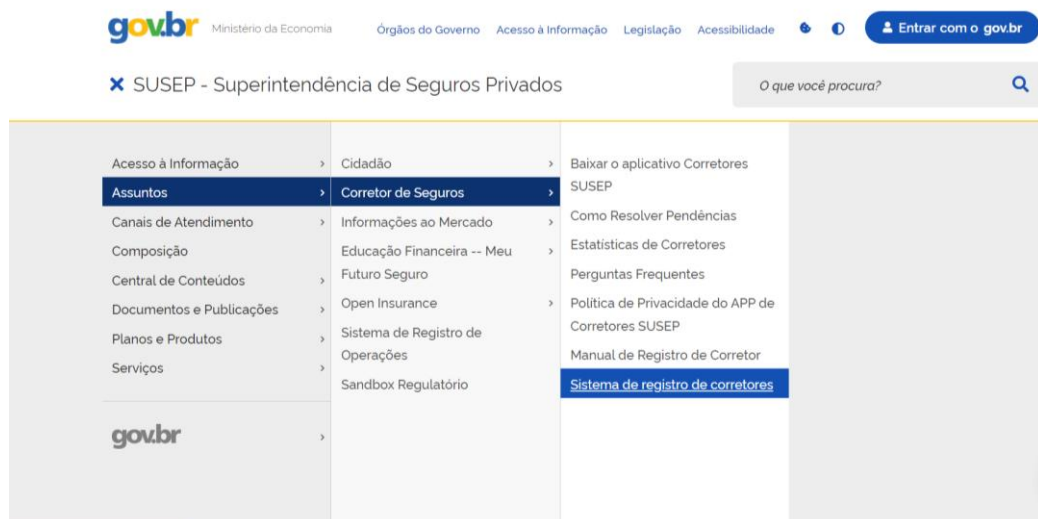 gov.br Ministério da Economia Órgãos do Governo Acesso à Informação Legislação Acessibilidade Entrar com o gov.br
SUSEP - Superintendência de Seguros Privados O que você procura?
Acesso à Informação
Assuntos
Canais de Atendimento
Composição
Central de Conteúdos
Documentos e Publicações
Planos e Produtos
Serviços
gov.br
Cidadão
Corretor de Seguros
Informações ao Mercado
Educação Financeira -- Meu
Futuro Seguro
Open Insurance
Sistema de Registro de
Operações
Sandbox Regulatório
Baixar o aplicativo Corretores
SUSEP
Como Resolver Pendências
Estatísticas de Corretores
Perguntas Frequentes
Política de Privacidade do APP de
Corretores SUSEP
Manual de Registro de Corretor
Sistema de registro de corretores